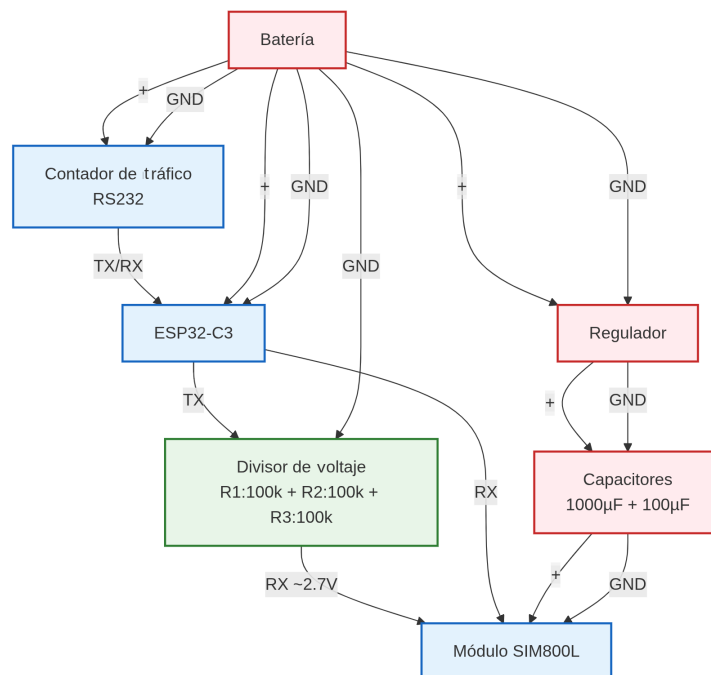 Batería
+
GND
Contador de tráfico
RS232
+
GND
+
GND
GND
TX/RX
ESP32-C3
Regulador
TX
+
GND
Divisor de voltaje
R1:100k + R2:100k +
R3:100k
Capacitores
1000µF + 100µF
RX
RX ~2.7V
+
GND
Módulo SIM800L